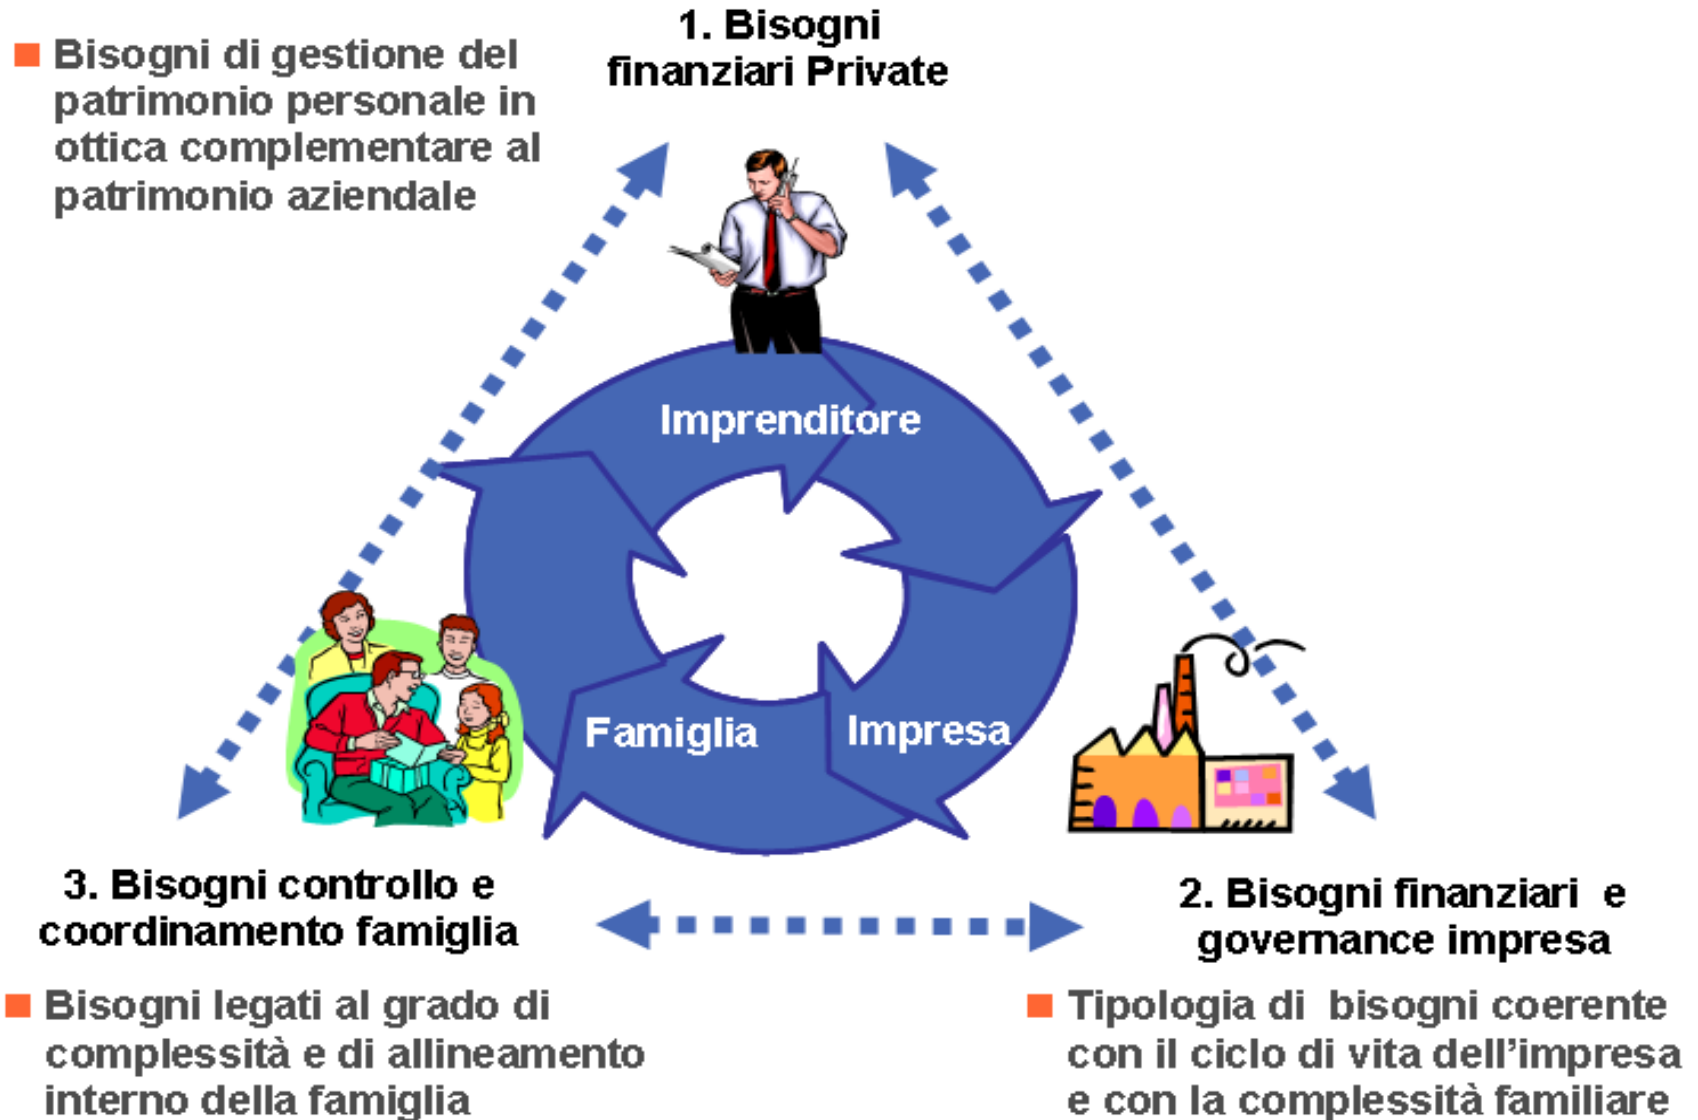 1. Bisogni
finanziari Private
■ Bisogni di gestione del
patrimonio personale in
ottica complementare al
patrimonio aziendale
Imprenditore
Famiglia
Impresa
3. Bisogni controllo e
coordinamento famiglia
2. Bisogni finanziari e
governance impresa
■ Bisogni legati al grado di
complessità e di allineamento
interno della famiglia
■ Tipologia di bisogni coerente
con il ciclo di vita dell’impresa
e con la complessità familiare